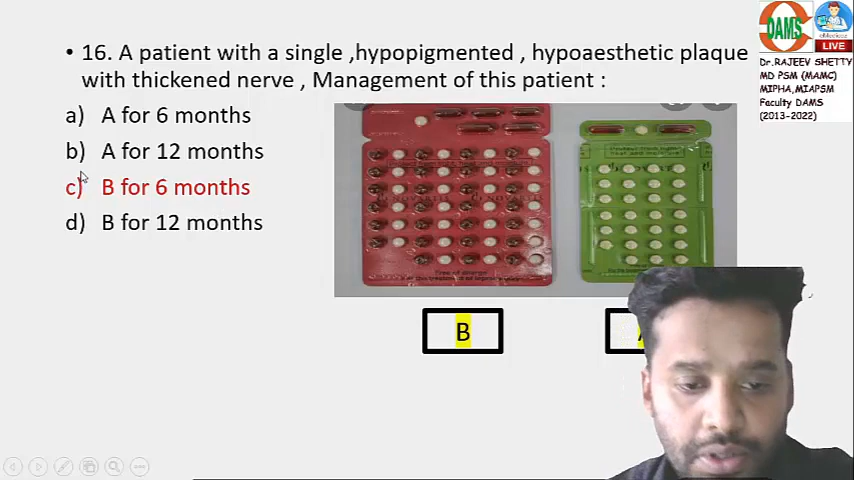 • 16. A patient with a single ,hypopigmented , hypoaesthetic plaque
with thickened nerve , Management of this patient :
a) A for 6 months
b) A for 12 months
c) B for 6 months
d) B for 12 months
B
DAMS
eMedicoz
LIVE
Dr.RAJEEV SHETTY
MD PSM (MAMC)
MIPHA,MIAPSM
Faculty DAMS
(2013-2022)